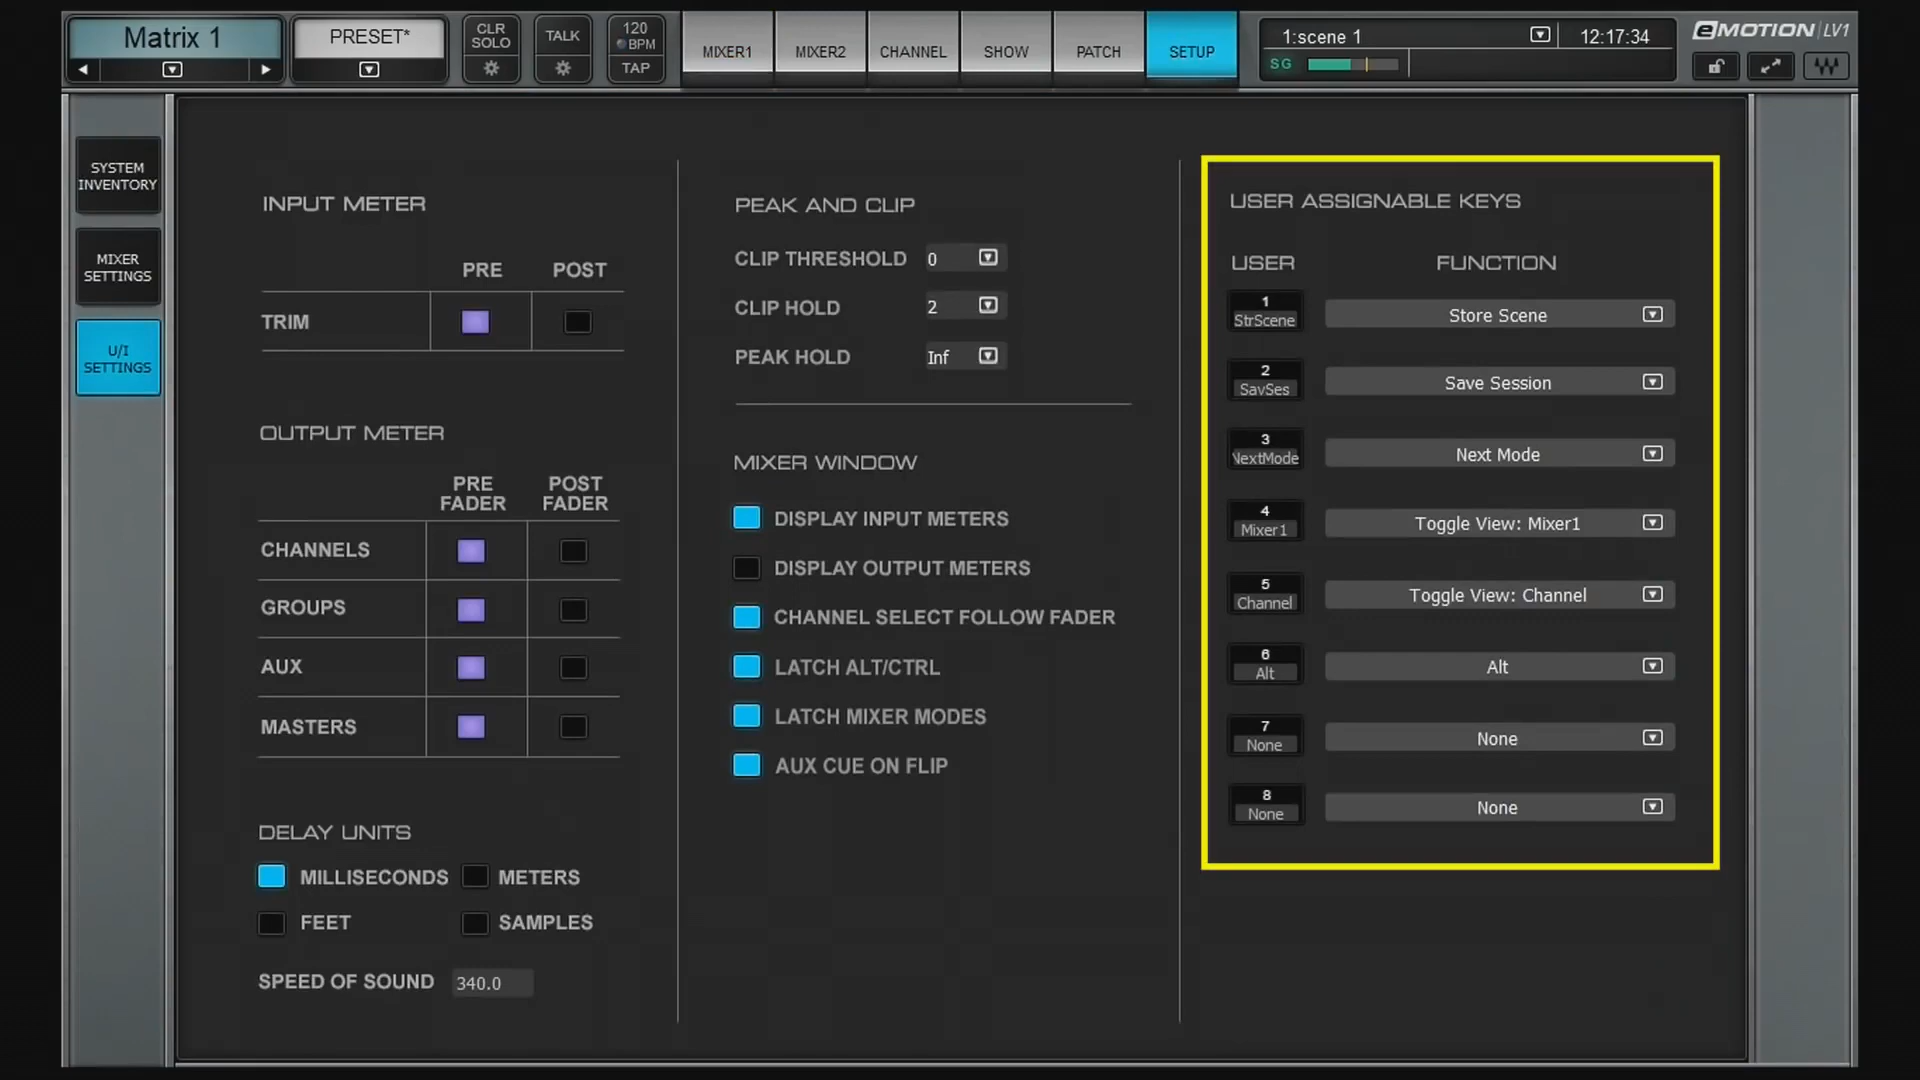 Matrix 1
PRESET*
CLR
SOLO
TALK
120
BPM
TAP
MIXER1
MIXER2
CHANNEL
SHOW
PATCH
SETUP
1:scene 1
12:17:34
SG
eMOTION LV1
SYSTEM
INVENTORY
MIXER
SETTINGS
U/I
SETTINGS
INPUT METER
PRE POST
TRIM
OUTPUT METER
PRE
FADER
POST
FADER
CHANNELS
GROUPS
AUX
MASTERS
DELAY UNITS
MILLISECONDS METERS
FEET SAMPLES
SPEED OF SOUND 340.0
PEAK AND CLIP
CLIP THRESHOLD 0
CLIP HOLD 2
PEAK HOLD Inf
MIXER WINDOW
DISPLAY INPUT METERS
DISPLAY OUTPUT METERS
CHANNEL SELECT FOLLOW FADER
LATCH ALT/CTRL
LATCH MIXER MODES
AUX CUE ON FLIP
USER ASSIGNABLE KEYS
USER FUNCTION
1
StrScene
Store Scene
2
SavSes
Save Session
3
NextMode
Next Mode
4
Mixer1
Toggle View: Mixer1
5
Channel
Toggle View: Channel
6
Alt
Alt
7
None
None
8
None
None